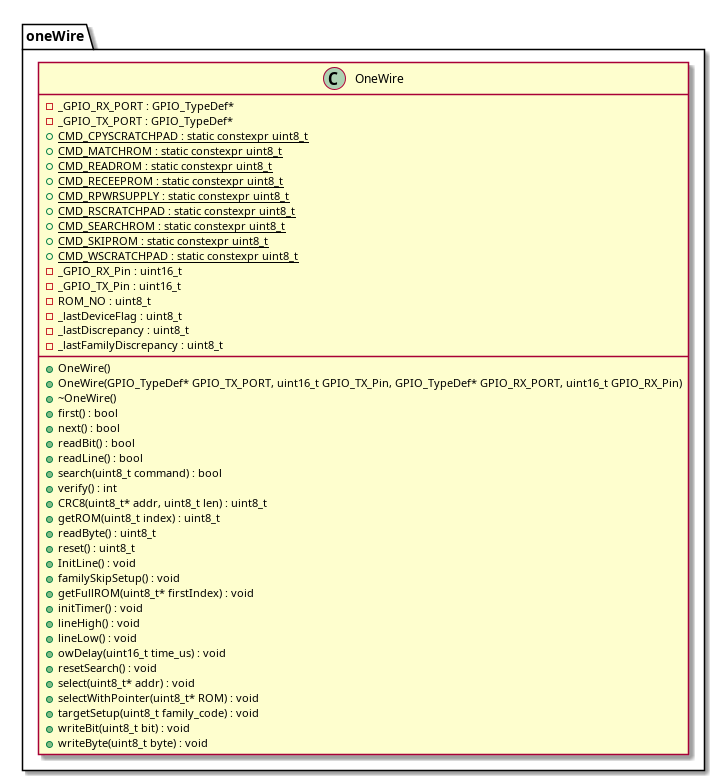 oneWire
C OneWire
_GPIO_RX_PORT : GPIO_TypeDef*
_GPIO_TX_PORT : GPIO_TypeDef*
CMD_CPYSCRATCHPAD : static constexpr uint8_t
CMD_MATCHROM : static constexpr uint8_t
CMD_READROM : static constexpr uint8_t
CMD_RECEEPROM : static constexpr uint8_t
CMD_RPWRSUPPLY : static constexpr uint8_t
CMD_RSCRATCHPAD : static constexpr uint8_t
CMD_SEARCHROM : static constexpr uint8_t
CMD_SKIPROM : static constexpr uint8_t
CMD_WSCRATCHPAD : static constexpr uint8_t
_GPIO_RX_Pin : uint16_t
_GPIO_TX_Pin : uint16_t
ROM_NO : uint8_t
_lastDeviceFlag : uint8_t
_lastDiscrepancy : uint8_t
_lastFamilyDiscrepancy : uint8_t
OneWire()
OneWire(GPIO_TypeDef* GPIO_TX_PORT, uint16_t GPIO_TX_Pin, GPIO_TypeDef* GPIO_RX_PORT, uint16_t GPIO_RX_Pin)
~OneWire()
first() : bool
next() : bool
readBit() : bool
readLine() : bool
search(uint8_t command) : bool
verify() : int
CRC8(uint8_t* addr, uint8_t len) : uint8_t
getROM(uint8_t index) : uint8_t
readByte() : uint8_t
reset() : uint8_t
InitLine() : void
familySkipSetup() : void
getFullROM(uint8_t* firstIndex) : void
initTimer() : void
lineHigh() : void
lineLow() : void
owDelay(uint16_t time_us) : void
resetSearch() : void
select(uint8_t* addr) : void
selectWithPointer(uint8_t* ROM) : void
targetSetup(uint8_t family_code) : void
writeBit(uint8_t bit) : void
writeByte(uint8_t byte) : void